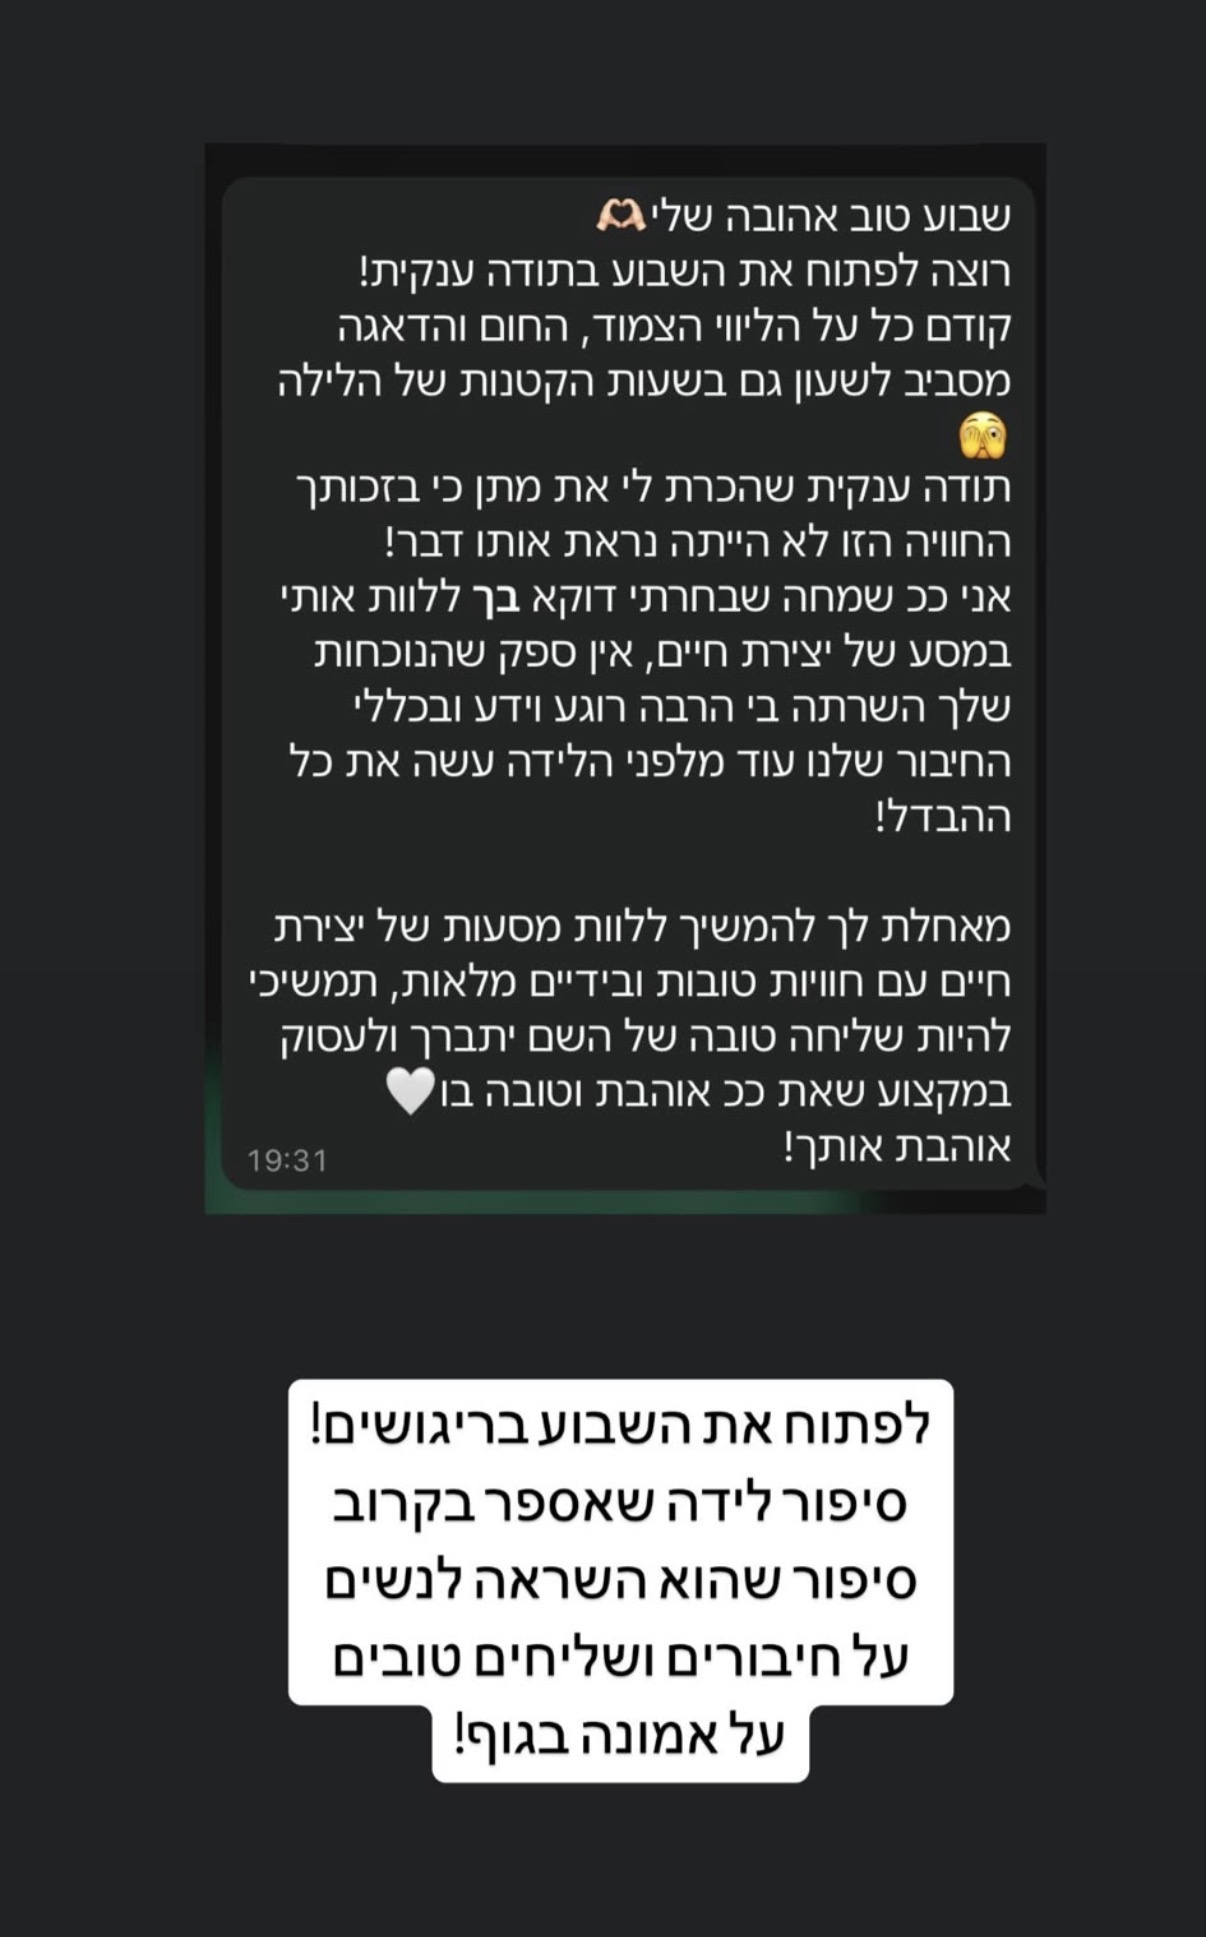 שבוע טוב אהובה שלי🫶🏻
רוצה לפתוח את השבוע בתודה ענקית!
קודם כל על הליווי הצמוד, החום והדאגה
מסביב לשעון גם בשעות הקטנות של הלילה
🫣
תודה ענקית שהכרת לי את מתן כי בזכותך
החוויה הזו לא הייתה נראת אותו דבר!
אני ככ שמחה שבחרתי דוקא בך ללוות אותי
במסע של יצירת חיים, אין ספק שהנוכחות
שלך השרתה בי הרבה רוגע וידע ובכללי
החיבור שלנו עוד מלפני הלידה עשה את כל
ההבדל!
מאחלת לך להמשיך ללוות מסעות של יצירת
חיים עם חוויות טובות ובידיים מלאות, תמשיכי
להיות שליחה טובה של השם יתברך ולעסוק
במקצוע שאת ככ אוהבת וטובה בו🤍
אוהבת אותך!
19:31
לפתוח את השבוע בריגושים!
סיפור לידה שאספר בקרוב
סיפור שהוא השראה לנשים
על חיבורים ושליחים טובים
על אמונה בגוף!